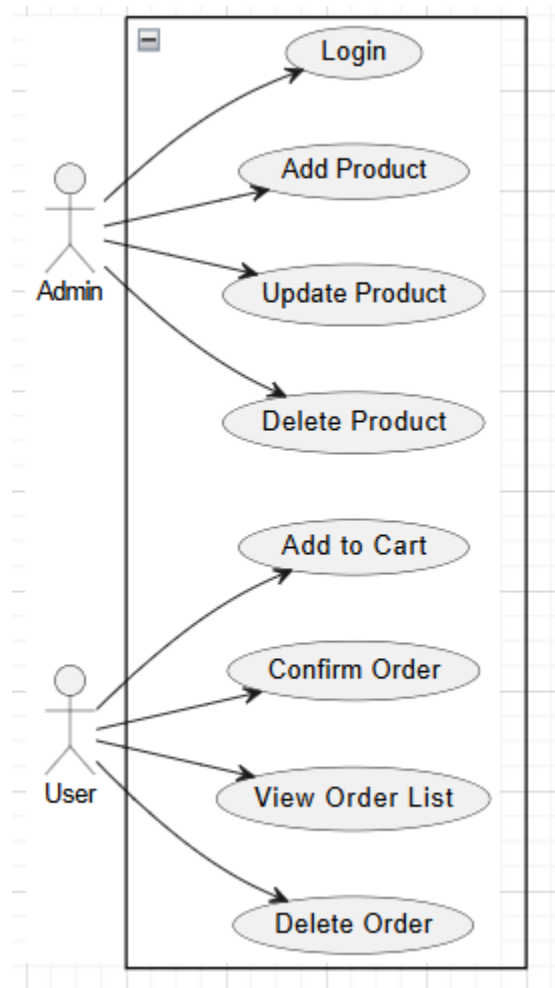 Login
Add Product
Admin
Update Product
Delete Product
Add to Cart
Confirm Order
User
View Order List
Delete Order